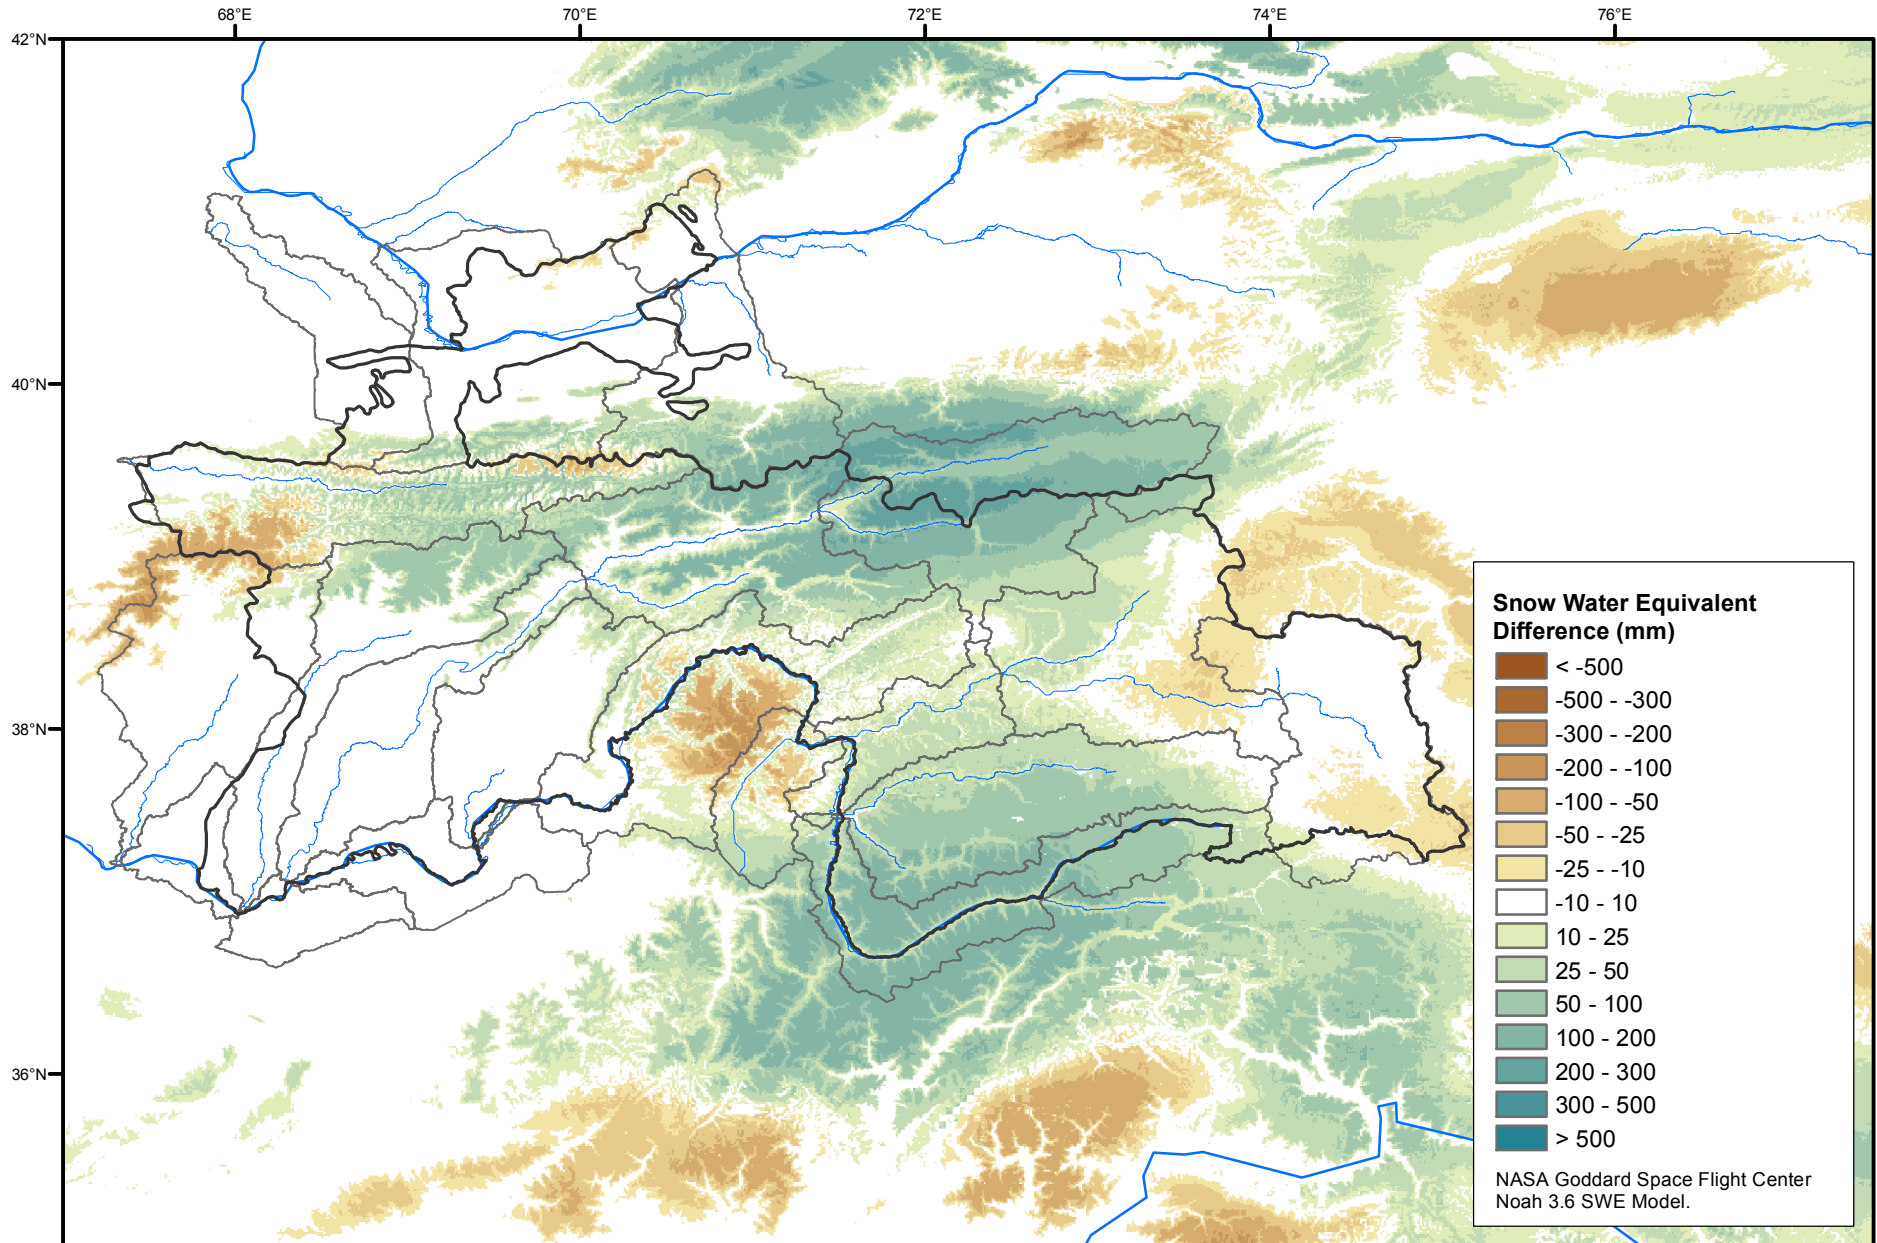 68°E
70°E
72°E
74°E
76°E
42°N
40°N
38°N
36°N
Snow Water Equivalent
Difference (mm)
< -500
-500 - -300
-300 - -200
-200 - -100
-100 - -50
-50 - -25
-25 - -10
-10 - 10
10 - 25
25 - 50
50 - 100
100 - 200
200 - 300
300 - 500
> 500
NASA Goddard Space Flight Center
Noah 3.6 SWE Model.